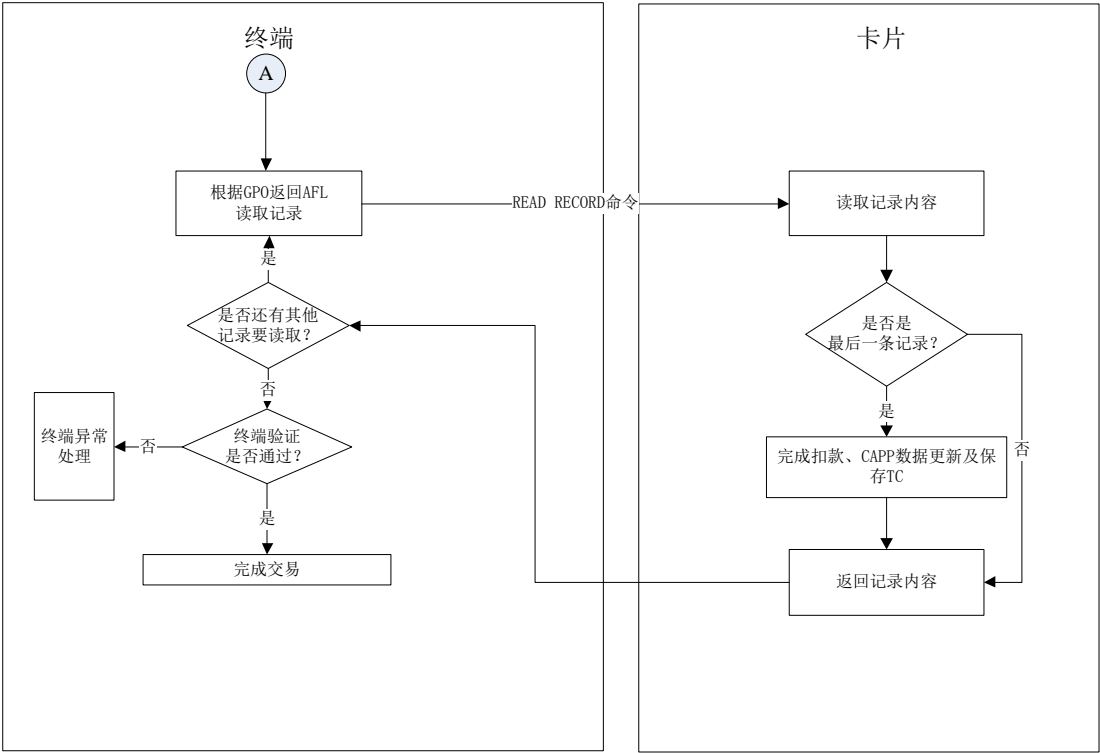 终端
A
根据GPO返回AFL
读取记录
READ RECORD命令
是
是否还有其他
记录要读取？
否
终端验证
是否通过？
否
终端异常
处理
是
完成交易
卡片
读取记录内容
是否是
最后一条记录？
是
否
完成扣款、CAPP数据更新及保
存TC
返回记录内容